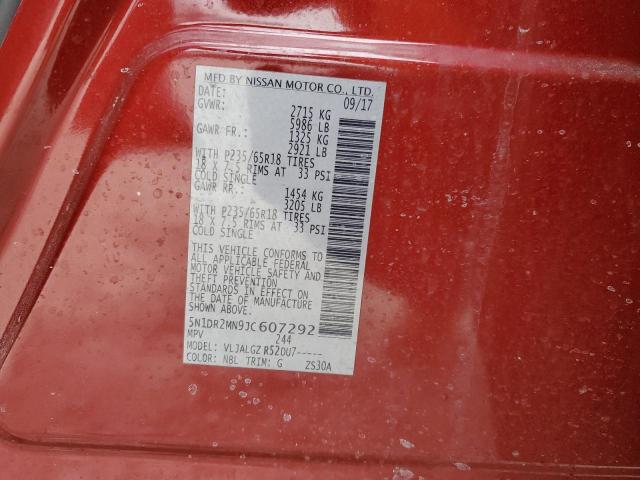 MFD BY NISSAN MOTOR CO., LTD.
DATE: 09/17
GVWR: 2715 KG
5986 LB
GAWR FR.: 1325 KG
2921 LB
WITH P235/65R18 TIRES
18 X 7.5 RIMS AT 33 PSI
COLD SINGLE
GAWR RR.: 1454 KG
3205 LB
WITH P235/65R18 TIRES
18 X 7.5 RIMS AT 33 PSI
COLD SINGLE
THIS VEHICLE CONFORMS TO
ALL APPLICABLE FEDERAL
MOTOR VEHICLE SAFETY AND
THEFT PREVENTION
STANDARDS IN EFFECT ON
THE DATE OF MANUFACTURE
SHOWN ABOVE.
5N1DR2MN9JC607292
MPV 244
MODEL: VLJALGZ R52DU7-----
COLOR: NBL TRIM: G ZS30A